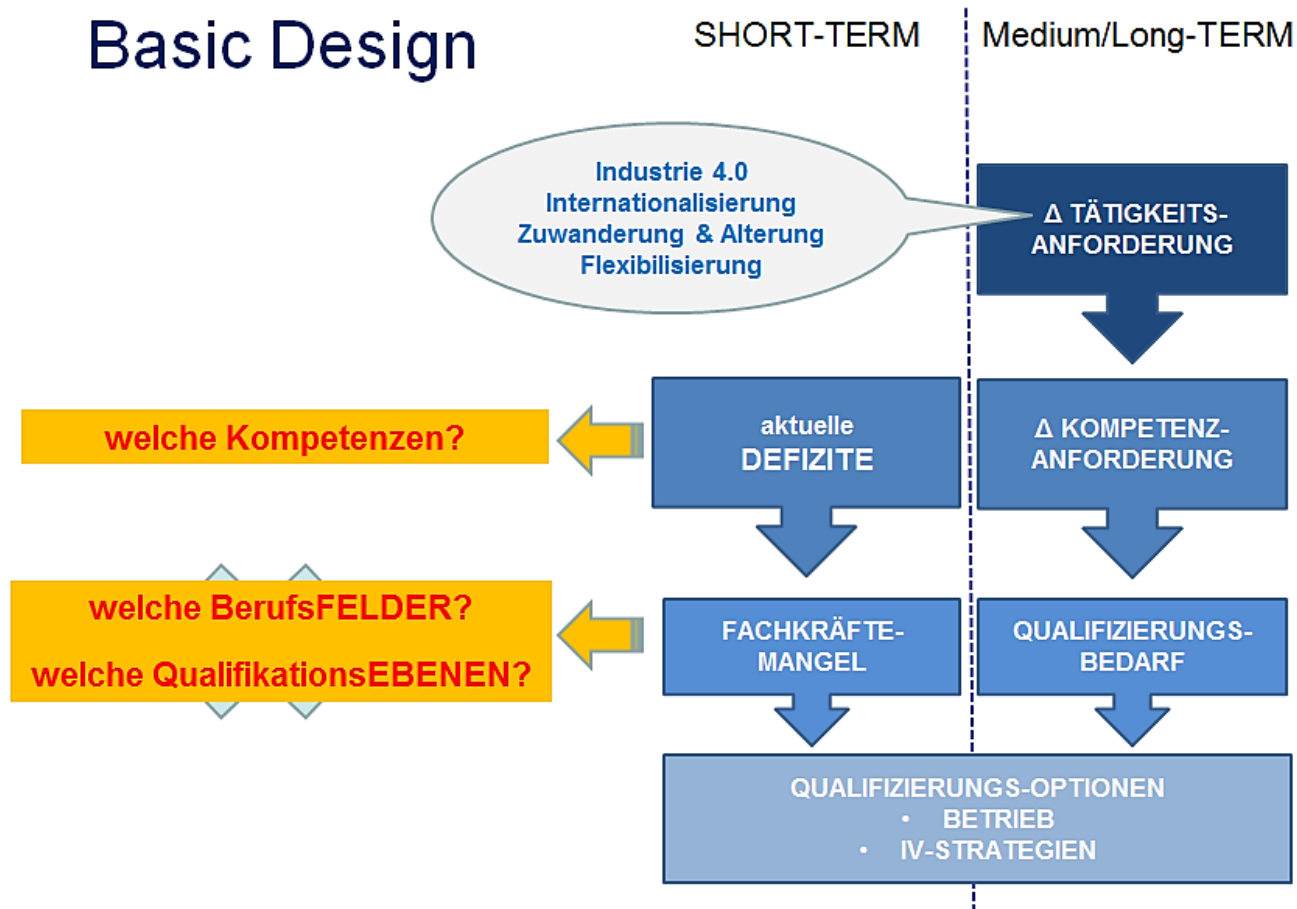 Basic Design
SHORT-TERM
Medium/Long-TERM
Industrie 4.0
Internationalisierung
Zuwanderung & Alterung
Flexibilisierung
Δ TÄTIGKEITS-
ANFORDERUNG
welche Kompetenzen?
aktuelle
DEFIZITE
Δ KOMPETENZ-
ANFORDERUNG
welche BerufsFELDER?
welche QualifikationsEBENEN?
FACHKRÄFTE-
MANGEL
QUALIFIZIERUNGS-
BEDARF
QUALIFIZIERUNGS-OPTIONEN
• BETRIEB
• IV-STRATEGIEN